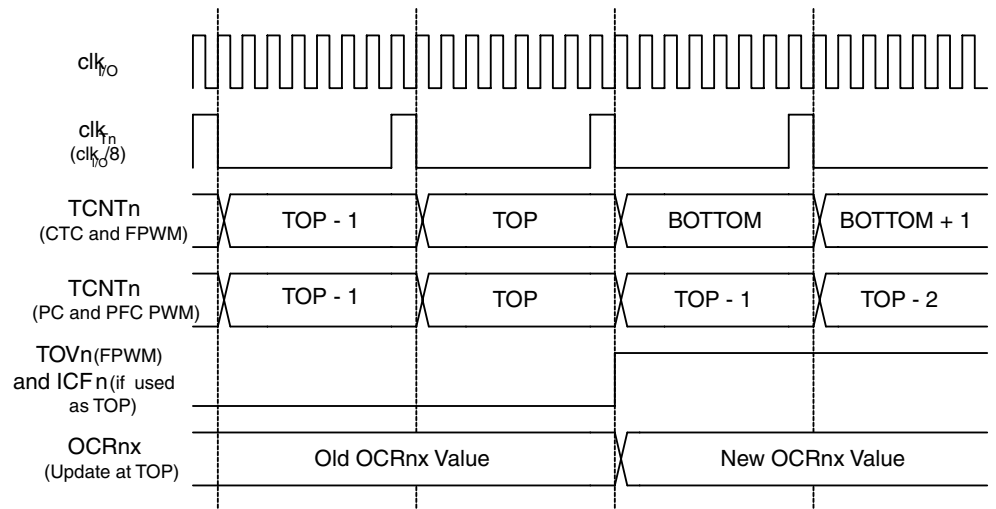 clkI/O
clkTn
(clkI/O/8)
TCNTn
(CTC and FPWM)
TOP - 1
TOP
BOTTOM
BOTTOM + 1
TCNTn
(PC and PFC PWM)
TOP - 1
TOP
TOP - 1
TOP - 2
TOVn(FPWM)
and ICFn(if used
as TOP)
OCRnx
(Update at TOP)
Old OCRnx Value
New OCRnx Value